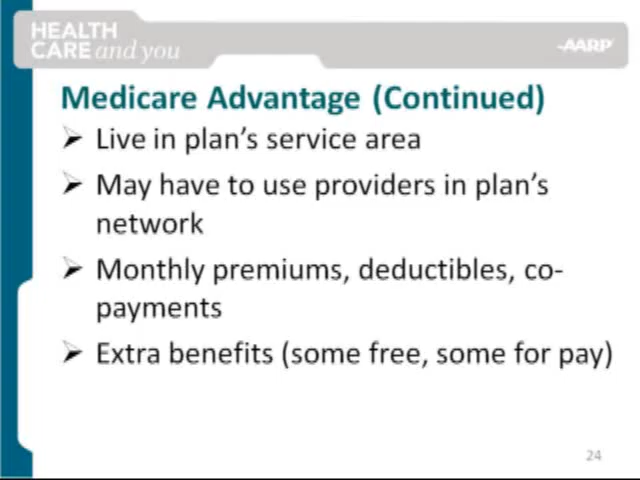 HEALTH
CARE and you
AARP
Medicare Advantage (Continued)
➢ Live in plan's service area
➢ May have to use providers in plan's
network
➢ Monthly premiums, deductibles, co-
payments
➢ Extra benefits (some free, some for pay)
24